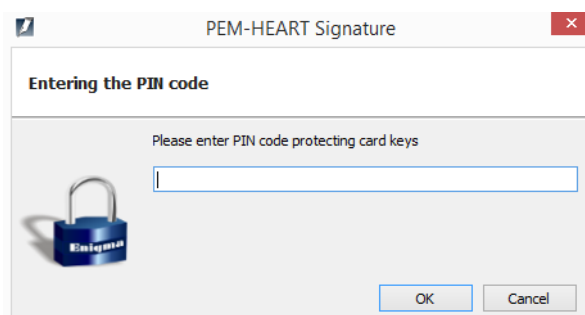 PEM-HEART Signature
Entering the PIN code
Please enter PIN code protecting card keys
Enigma
OK
Cancel